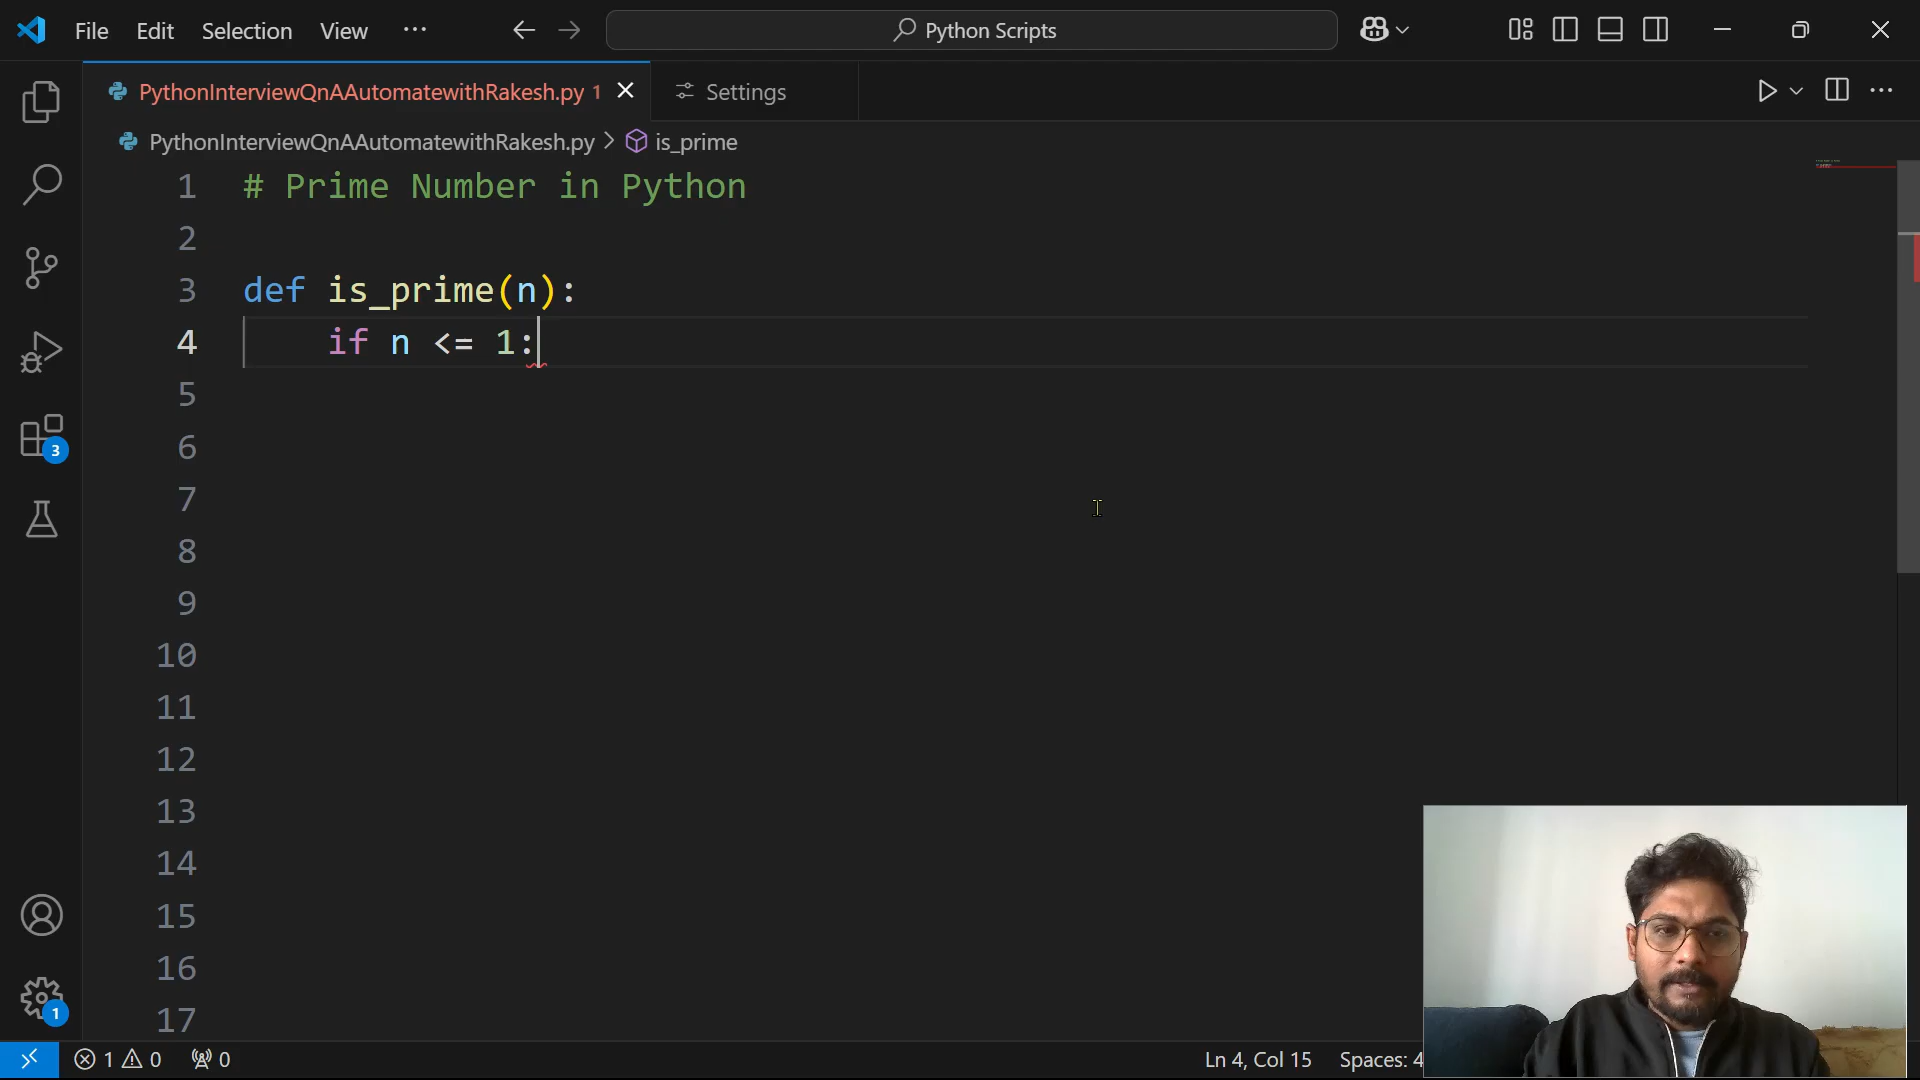 File Edit Selection View ··· Python Scripts
PythonInterviewQnAAutomatewithRakesh.py 1 Settings
PythonInterviewQnAAutomatewithRakesh.py > is_prime
1 # Prime Number in Python
2
3 def is_prime(n):
4 if n <= 1:
5
6
7
8
9
10
11
12
13
14
15
16
17
3
1
1 0 0 Ln 4, Col 15 Spaces: 4